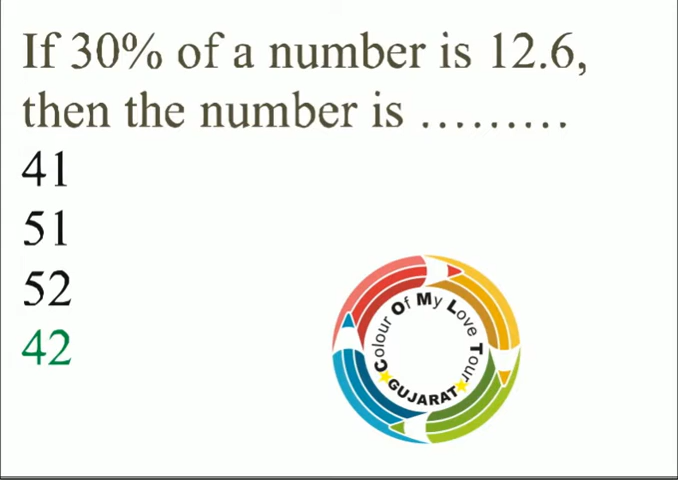 If 30% of a number is 12.6,
then the number is .........
41
51
52
42
Colour Of My Love Tour
GUJARAT